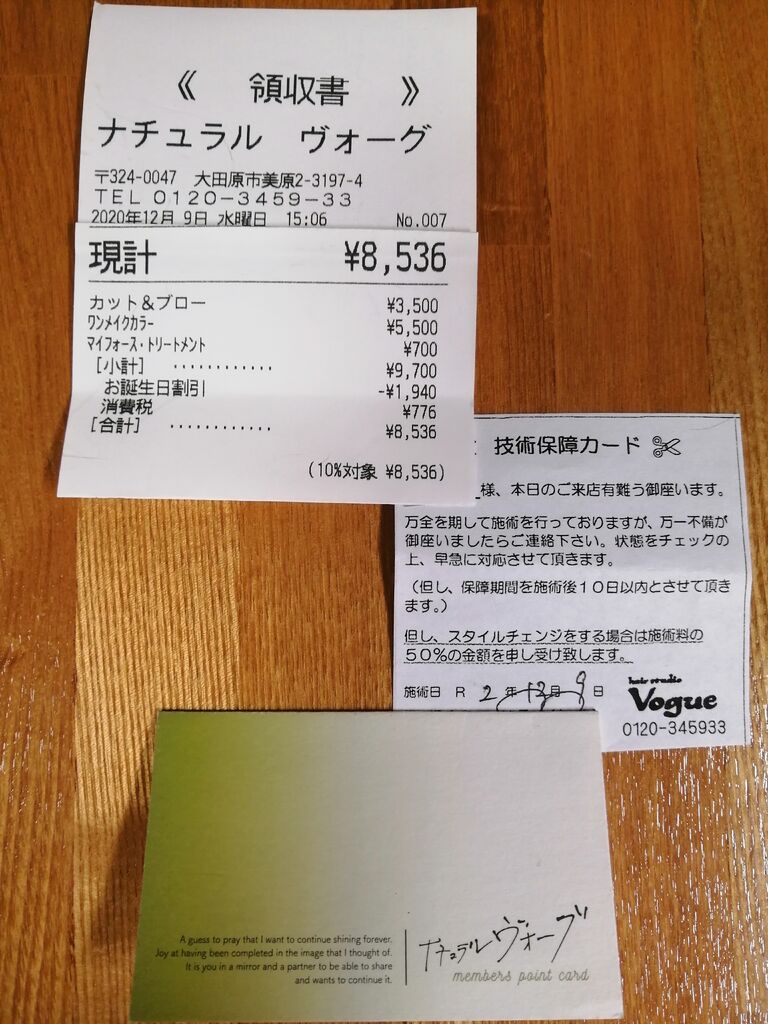 《 領収書 》
ナチュラル ヴォーグ
〒324-0047 大田原市美原2-3197-4
TEL 0120-3459-33
2020年12月 9日 水曜日 15:06 No.007
現計 ¥8,536
カット＆ブロー ¥3,500
ワンメイクカラー ¥5,500
マイフォース・トリートメント ¥700
[小計] ............ ¥9,700
お誕生日割引 -¥1,940
消費税 ¥776
[合計] ............ ¥8,536
(10%対象 ¥8,536)
技術保障カード
様、本日のご来店有難う御座います。
万全を期して施術を行っておりますが、万一不備が
御座いましたらご連絡下さい。状態をチェックの
上、早急に対応させて頂きます。
（但し、保障期間を施術後１０日以内とさせて頂き
ます。）
但し、スタイルチェンジをする場合は施術料の
５０%の金額を申し受け致します。
施術日 R 2 年 12 月 9 日
hair studio
Vogue
0120-345933
A guess to pray that I want to continue shining forever.
Joy at having been completed in the image that I thought of.
It is you in a mirror and a partner to be able to share
and wants to continue it.
ナチュラルヴォーグ
members point card